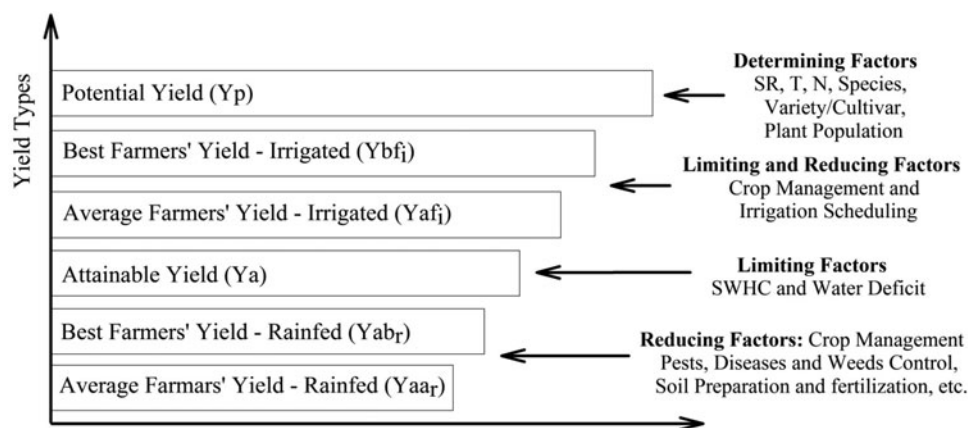 Yield Types
Potential Yield (Yp)
Best Farmers' Yield - Irrigated (Ybfi)
Average Farmers' Yield - Irrigated (Yafi)
Attainable Yield (Ya)
Best Farmers' Yield - Rainfed (Yabr)
Average Farmars' Yield - Rainfed (Yaar)
Determining Factors
SR, T, N, Species,
Variety/Cultivar,
Plant Population
Limiting and Reducing Factors
Crop Management and
Irrigation Scheduling
Limiting Factors
SWHC and Water Deficit
Reducing Factors: Crop Management
Pests, Diseases and Weeds Control,
Soil Preparation and fertilization, etc.